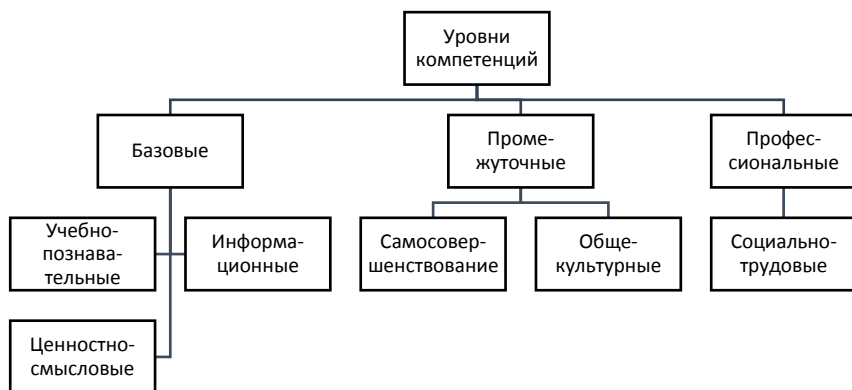 Уровни
компетенций
Базовые
Проме-
жуточные
Профес-
сиональные
Учебно-
познава-
тельные
Информа-
ционные
Самосовер-
шенствование
Обще-
культурные
Социально-
трудовые
Ценностно-
смысловые